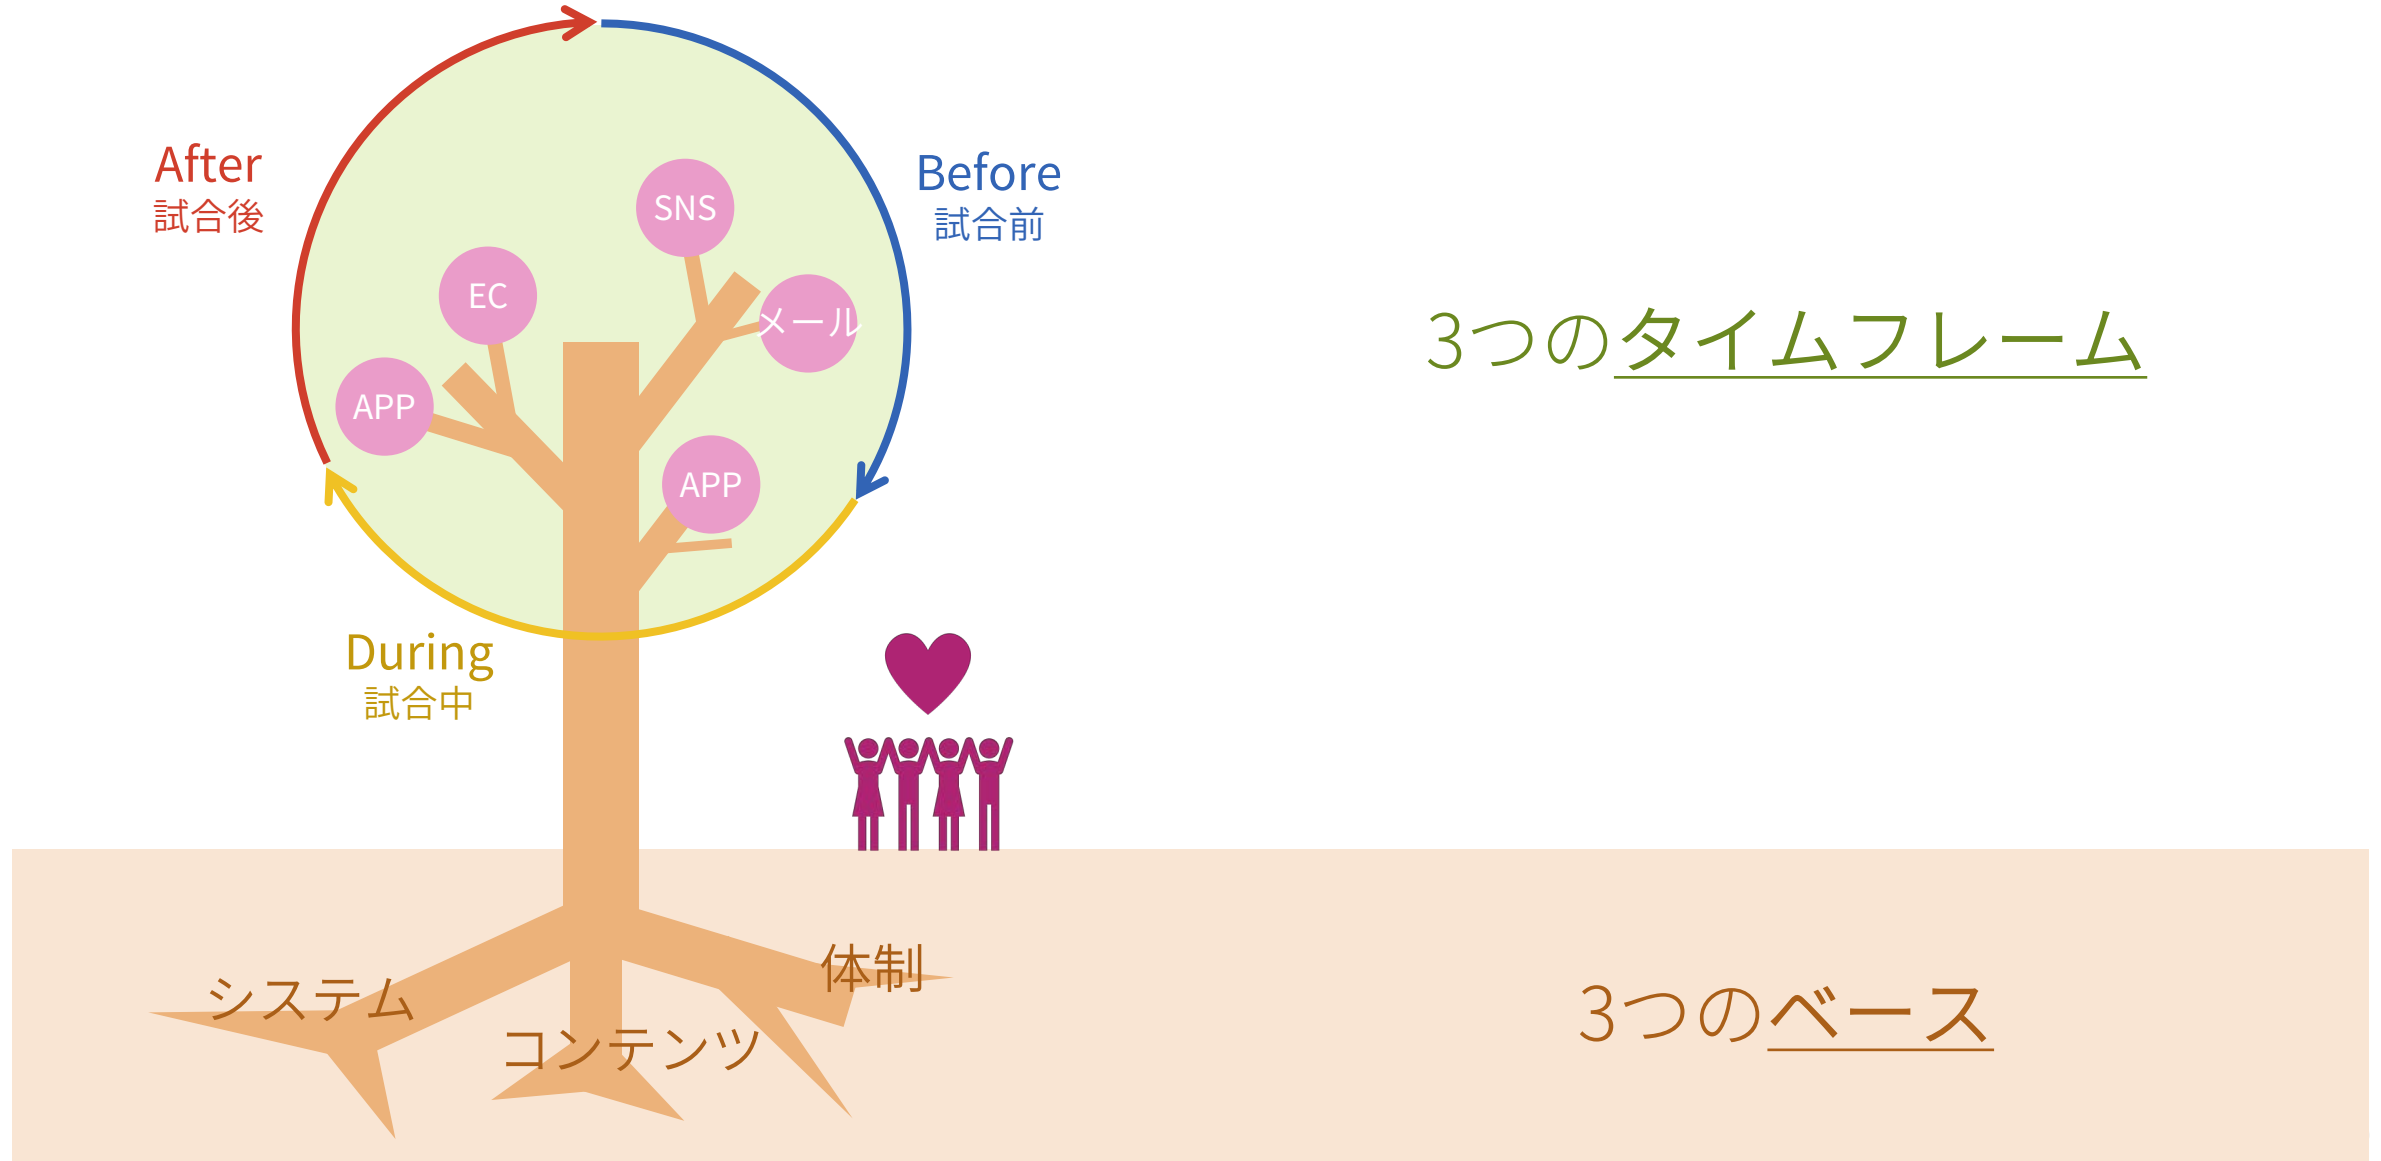 After
試合後
Before
試合前
SNS
EC
メール
APP
APP
During
試合中
3つのタイムフレーム
システム
コンテンツ
体制
3つのベース